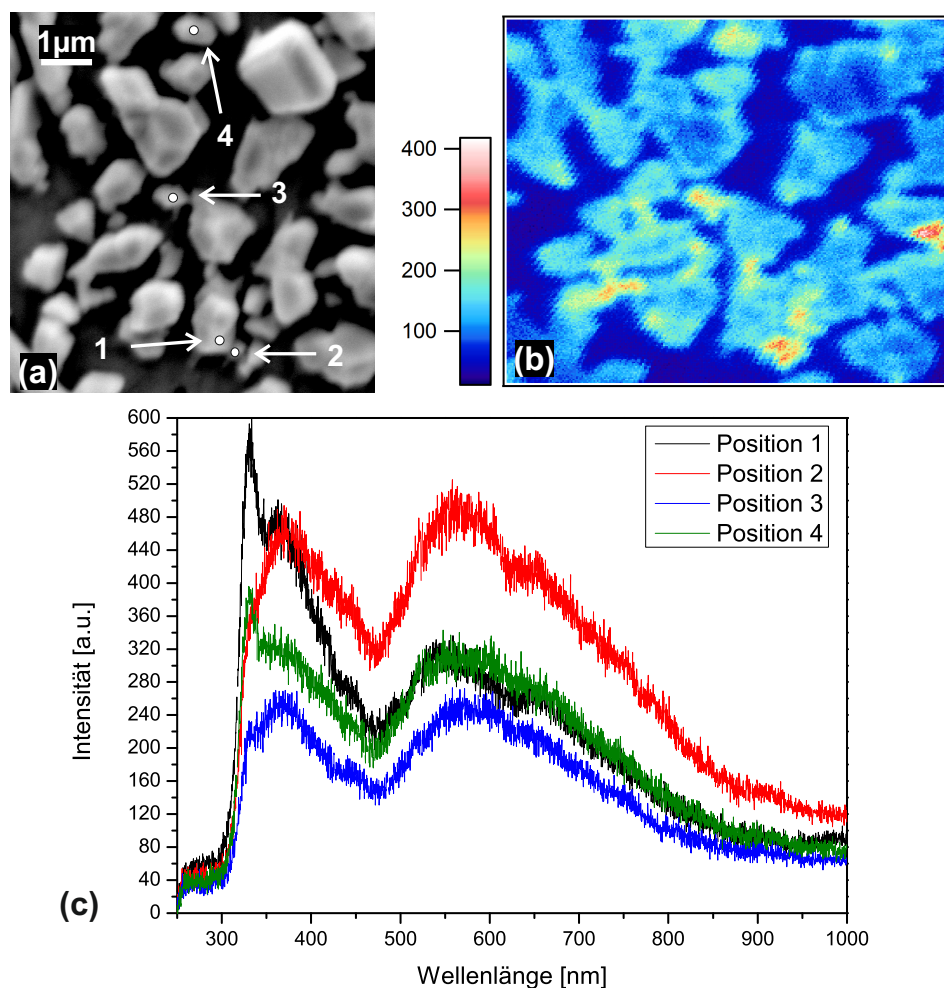 1µm
4
3
1
2
(a)
400
300
200
100
(b)
600
560
520
480
440
400
360
320
280
240
200
160
120
80
40
0
Position 1
Position 2
Position 3
Position 4
Intensität [a.u.]
300 400 500 600 700 800 900 1000
Wellenlänge [nm]
(c)